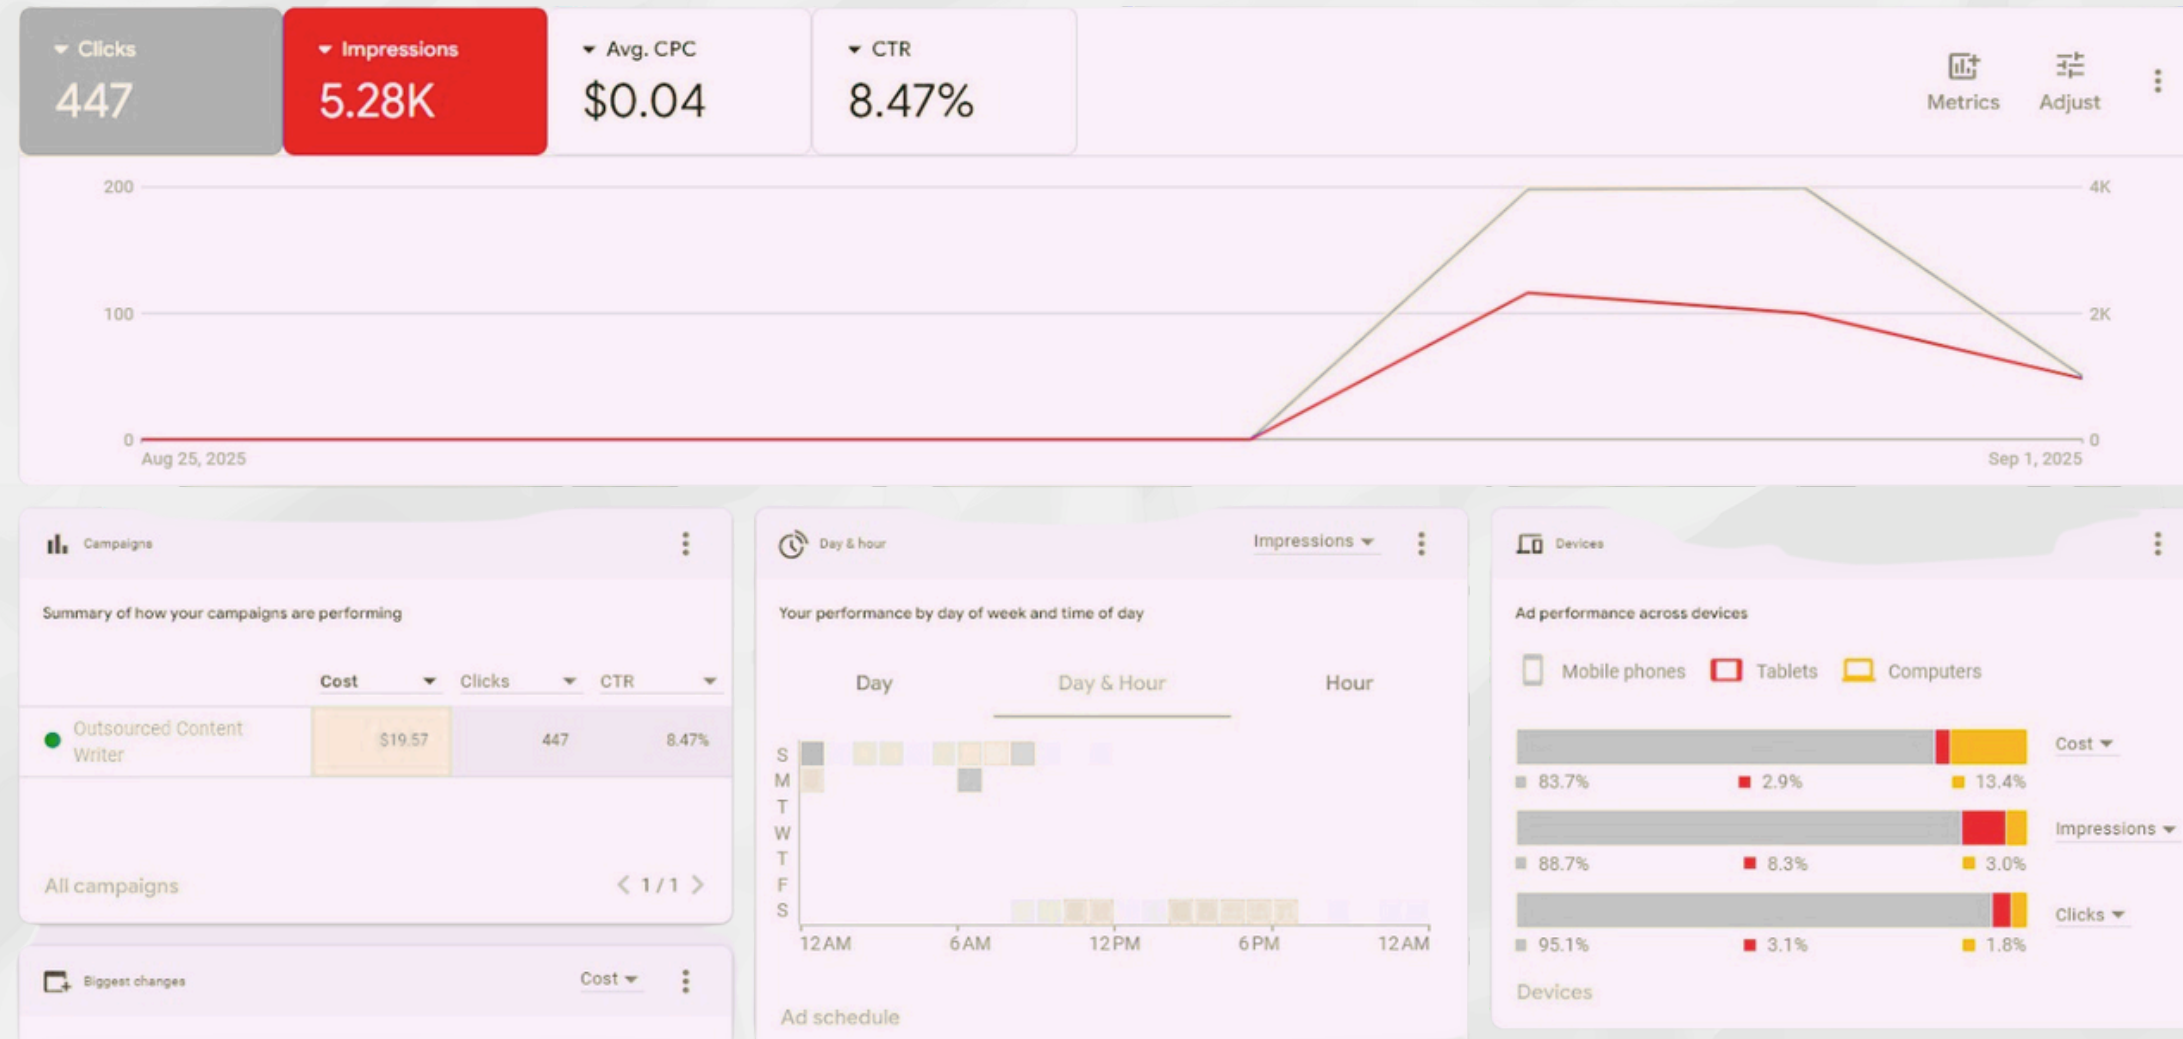 Clicks
447
Impressions
5.28K
Avg. CPC
$0.04
CTR
8.47%
Metrics
Adjust
200
4K
100
2K
0
0
Aug 25, 2025
Sep 1, 2025
Campaigns
Summary of how your campaigns are performing
Cost
Clicks
CTR
Outsourced Content
Writer
$19.57
447
8.47%
All campaigns
1 / 1
Biggest changes
Cost
Day & hour
Impressions
Your performance by day of week and time of day
Day
Day & Hour
Hour
S
M
T
W
T
F
S
12 AM
6 AM
12 PM
6 PM
12 AM
Ad schedule
Devices
Ad performance across devices
Mobile phones
Tablets
Computers
Cost
83.7%
2.9%
13.4%
Impressions
88.7%
8.3%
3.0%
Clicks
95.1%
3.1%
1.8%
Devices